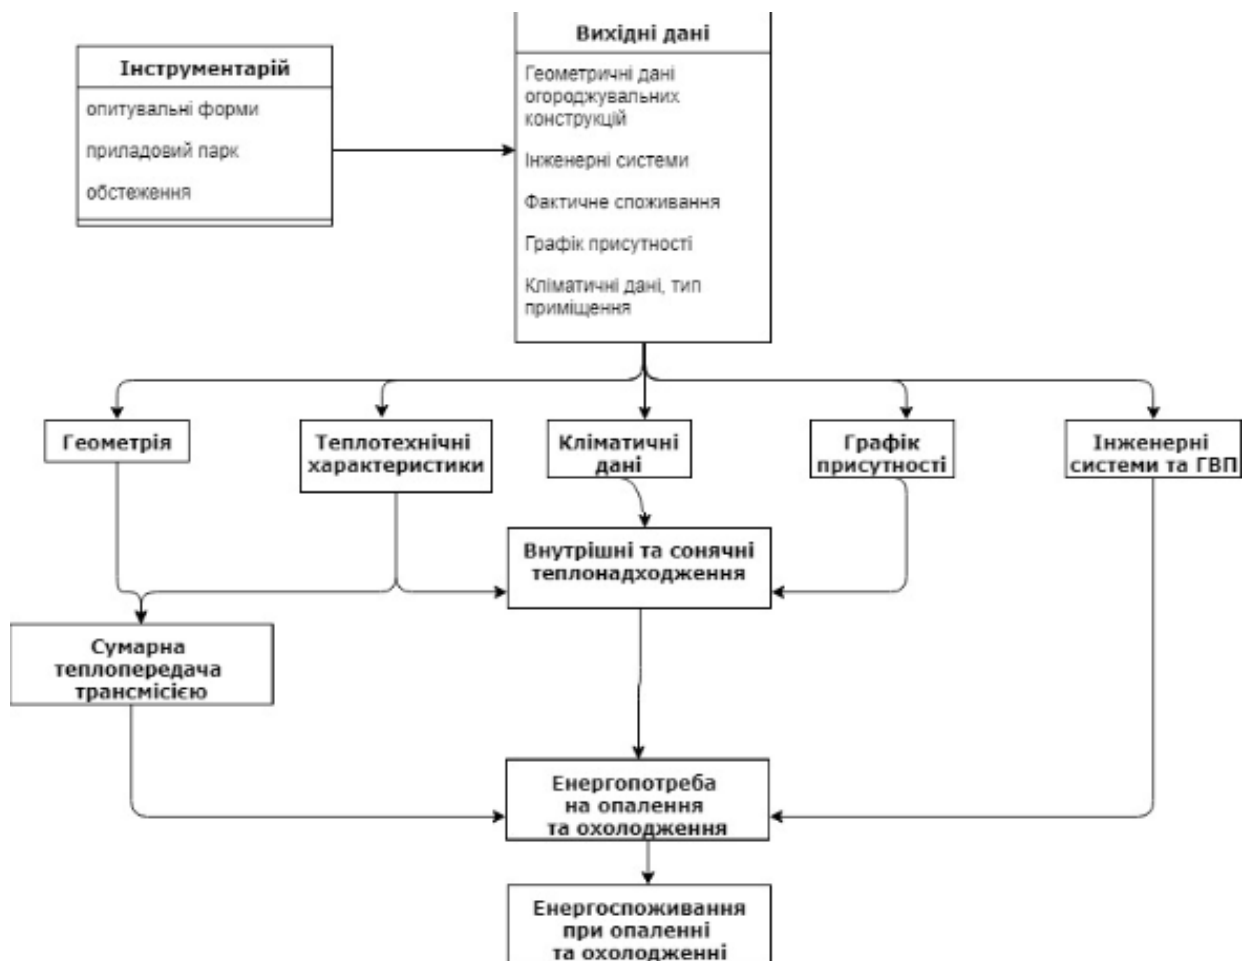 Інструментарій
опитувальні форми
приладовий парк
обстеження
Вихідні дані
Геометричні дані
огороджувальних
конструкцій
Інженерні системи
Фактичне споживання
Графік присутності
Кліматичні дані, тип
приміщення
Геометрія
Теплотехнічні
характеристики
Кліматичні
дані
Графік
присутності
Інженерні
системи та ГВП
Внутрішні та сонячні
теплонадходження
Сумарна
теплопередача
трансмісією
Енергопотреба
на опалення
та охолодження
Енергоспоживання
при опаленні
та охолодженні